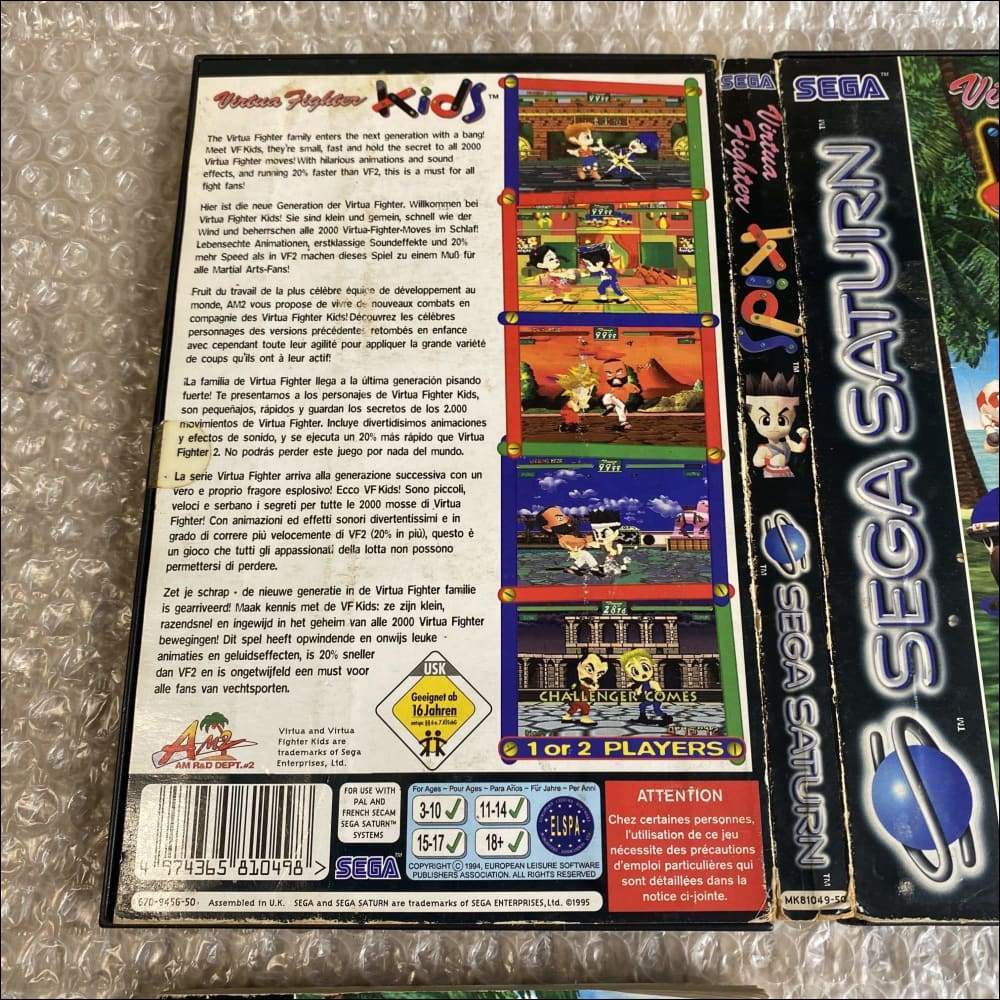 Virtua Fighter Kids™
The Virtua Fighter family enters the next generation with a bang!
Meet VF Kids, they're small, fast and hold the secret to all 2000
Virtua Fighter moves! With hilarious animations and sound
effects, and running 20% faster than VF2, this is a must for all
fight fans!
Hier ist die neue Generation der Virtua Fighter. Willkommen bei
Virtua Fighter Kids! Sie sind klein und gemein, schnell wie der
Wind und beherrschen alle 2000 Virtua-Fighter-Moves im Schlaf!
Lebensechte Animationen, erstklassige Soundeffekte und 20%
mehr Speed als in VF2 machen dieses Spiel zu einem Muß für
alle Martial Arts-Fans!
Fruit du travail de la plus célèbre équipe de développement au
monde, AM2 vous propose de vivre de nouveaux combats en
compagnie des Virtua Fighter Kids! Découvrez les célèbres
personnages des versions précédentes retombés en enfance
avec cependant toute leur agilité pour appliquer la grande variété
de coups qu'ils ont à leur actif!
¡La familia de Virtua Fighter llega a la última generación pisando
fuerte! Te presentamos a los personajes de Virtua Fighter Kids,
son pequeñajos, rápidos y guardan los secretos de los 2.000
movimientos de Virtua Fighter. Incluye divertidísimos animaciones
y efectos de sonido, y se ejecuta un 20% más rápido que Virtua
Fighter 2. No podrás perder este juego por nada del mundo.
La serie Virtua Fighter arriva alla generazione successiva con un
vero e proprio fragore esplosivo! Ecco VF Kids! Sono piccoli,
veloci e serbano i segreti per tutte le 2000 mosse di Virtua
Fighter! Con animazioni ed effetti sonori divertentissimi e in
grado di correre più velocemente di VF2 (20% in più), questo è
un gioco che tutti gli appassionati della lotta non possono
permettersi di perdere.
Zet je schrap - de nieuwe generatie in de Virtua Fighter familie
is gearriveerd! Maak kennis met de VF Kids: ze zijn klein,
razendsnel en ingewijd in het geheim van alle 2000 Virtua Fighter
bewegingen! Dit spel heeft opwindende en onwijs leuke -
animaties en geluidseffecten, is 20% sneller
dan VF2 en is ongetwijfeld een must voor
alle fans van vechtsporten.
USK
Geeignet ab
16 Jahren
AM2
AM R&D DEPT.#2
Virtua and Virtua
Fighter Kids are
trademarks of Sega
Enterprises, Ltd.
CHALLENGER COMES
1 or 2 PLAYERS
4 974365 810498 >
FOR USE WITH
PAL AND
FRENCH SECAM
SEGA SATURN™
SYSTEMS
SEGA™
For Ages - Pour Ages - Para Años - Für Jahre - Per Anni
3-10 ✓ 11-14 ✓
15-17 ✓ 18+ ✓
ELSPA
COPYRIGHT © 1994, EUROPEAN LEISURE SOFTWARE
PUBLISHERS ASSOCIATION. ALL RIGHTS RESERVED
ATTENTION
Chez certaines personnes,
l'utilisation de ce jeu
nécessite des précautions
d'emploi particulières qui
sont détaillées dans la
notice ci-jointe.
670-9456-50 Assembled in U.K. SEGA and SEGA SATURN are trademarks of SEGA ENTERPRISES, Ltd. ©1995
SEGA
Virtua Fighter Kids™
™
SEGA SATURN™
MK81049-50
SEGA™
SEGA SATURN™
™